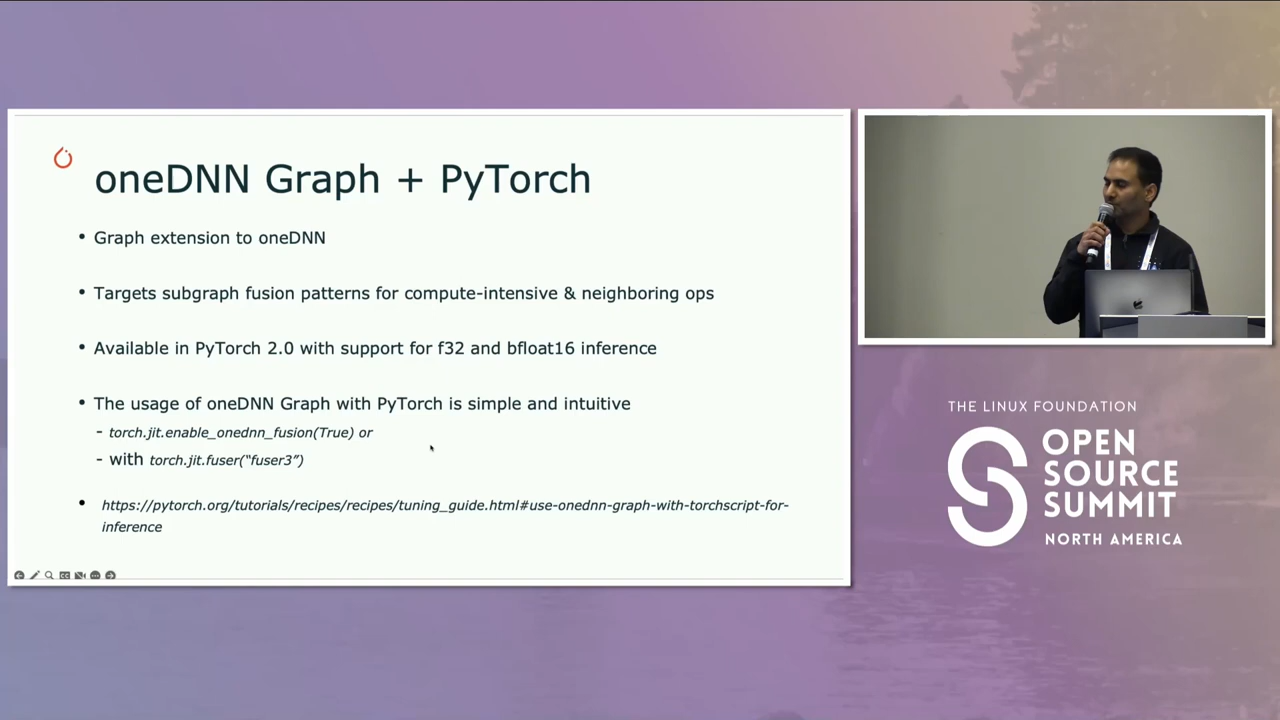 oneDNN Graph + PyTorch
• Graph extension to oneDNN
• Targets subgraph fusion patterns for compute-intensive & neighboring ops
• Available in PyTorch 2.0 with support for f32 and bfloat16 inference
• The usage of oneDNN Graph with PyTorch is simple and intuitive
- torch.jit.enable_onednn_fusion(True) or
- with torch.jit.fuser(“fuser3”)
• https://pytorch.org/tutorials/recipes/recipes/tuning_guide.html#use-onednn-graph-with-torchscript-for-
inference
THE LINUX FOUNDATION
OPEN
SOURCE
SUMMIT
NORTH AMERICA